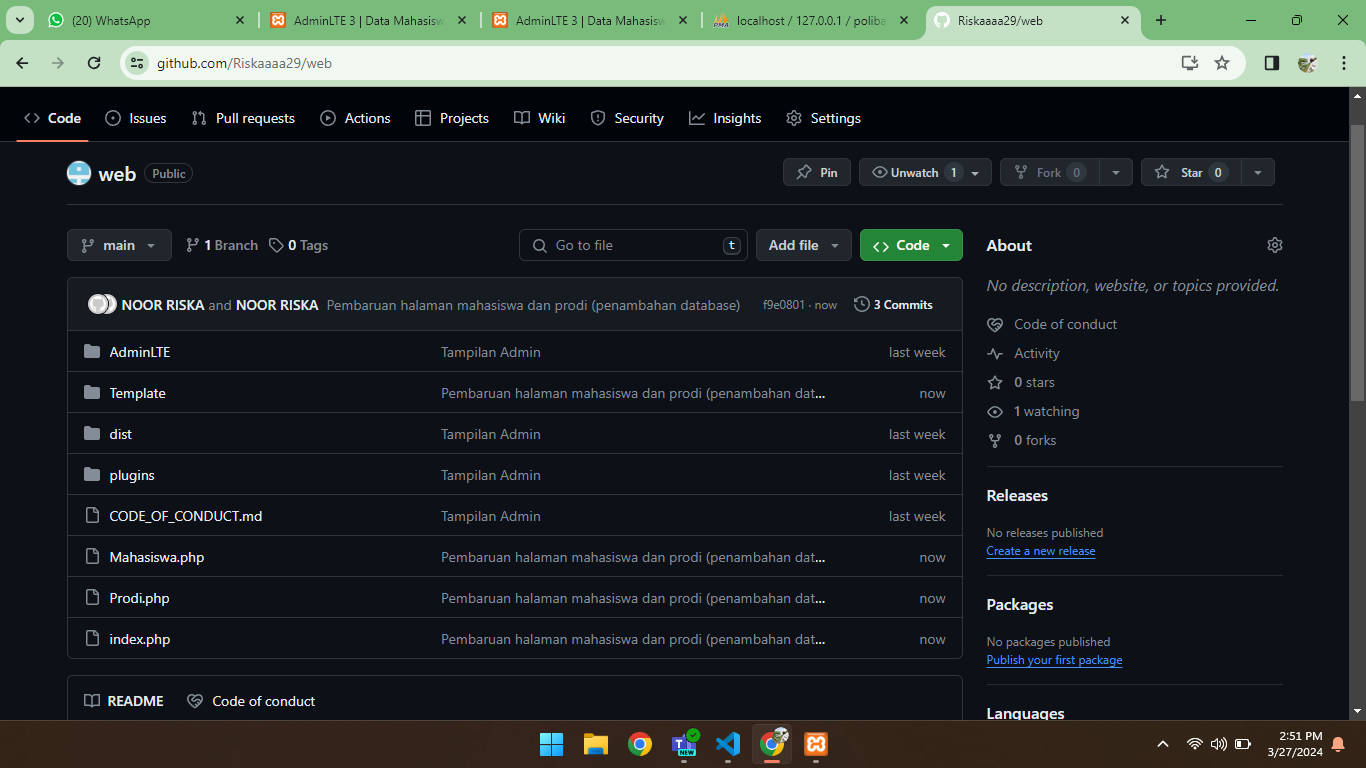 (20) WhatsApp
AdminLTE 3 | Data Mahasisw
AdminLTE 3 | Data Mahasisw
localhost / 127.0.0.1 / poliba
Riskaaaa29/web
github.com/Riskaaaa29/web
Code
Issues
Pull requests
Actions
Projects
Wiki
Security
Insights
Settings
web Public
Pin
Unwatch 1
Fork 0
Star 0
main
1 Branch
0 Tags
Go to file t
Add file
Code
NOOR RISKA and NOOR RISKA Pembaruan halaman mahasiswa dan prodi (penambahan database) f9e0801 · now 3 Commits
AdminLTE Tampilan Admin last week
Template Pembaruan halaman mahasiswa dan prodi (penambahan dat... now
dist Tampilan Admin last week
plugins Tampilan Admin last week
CODE_OF_CONDUCT.md Tampilan Admin last week
Mahasiswa.php Pembaruan halaman mahasiswa dan prodi (penambahan dat... now
Prodi.php Pembaruan halaman mahasiswa dan prodi (penambahan dat... now
index.php Pembaruan halaman mahasiswa dan prodi (penambahan dat... now
README
Code of conduct
About
No description, website, or topics provided.
Code of conduct
Activity
0 stars
1 watching
0 forks
Releases
No releases published
Create a new release
Packages
No packages published
Publish your first package
Languages
NEW
2:51 PM
3/27/2024